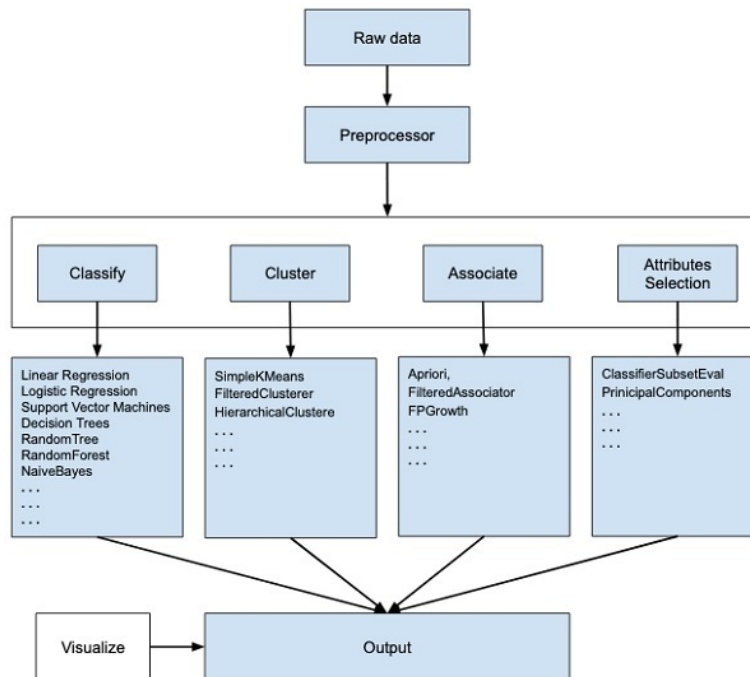 Raw data
Preprocessor
Classify
Cluster
Associate
Attributes
Selection
Linear Regression
Logistic Regression
Support Vector Machines
Decision Trees
RandomTree
RandomForest
NaiveBayes
. . .
. . .
. . .
SimpleKMeans
FilteredClusterer
HierarchicalClustere
. . .
. . .
. . .
Apriori,
FilteredAssociator
FPGrowth
. . .
. . .
. . .
ClassifierSubsetEval
PrinicipalComponents
. . .
. . .
. . .
Visualize
Output